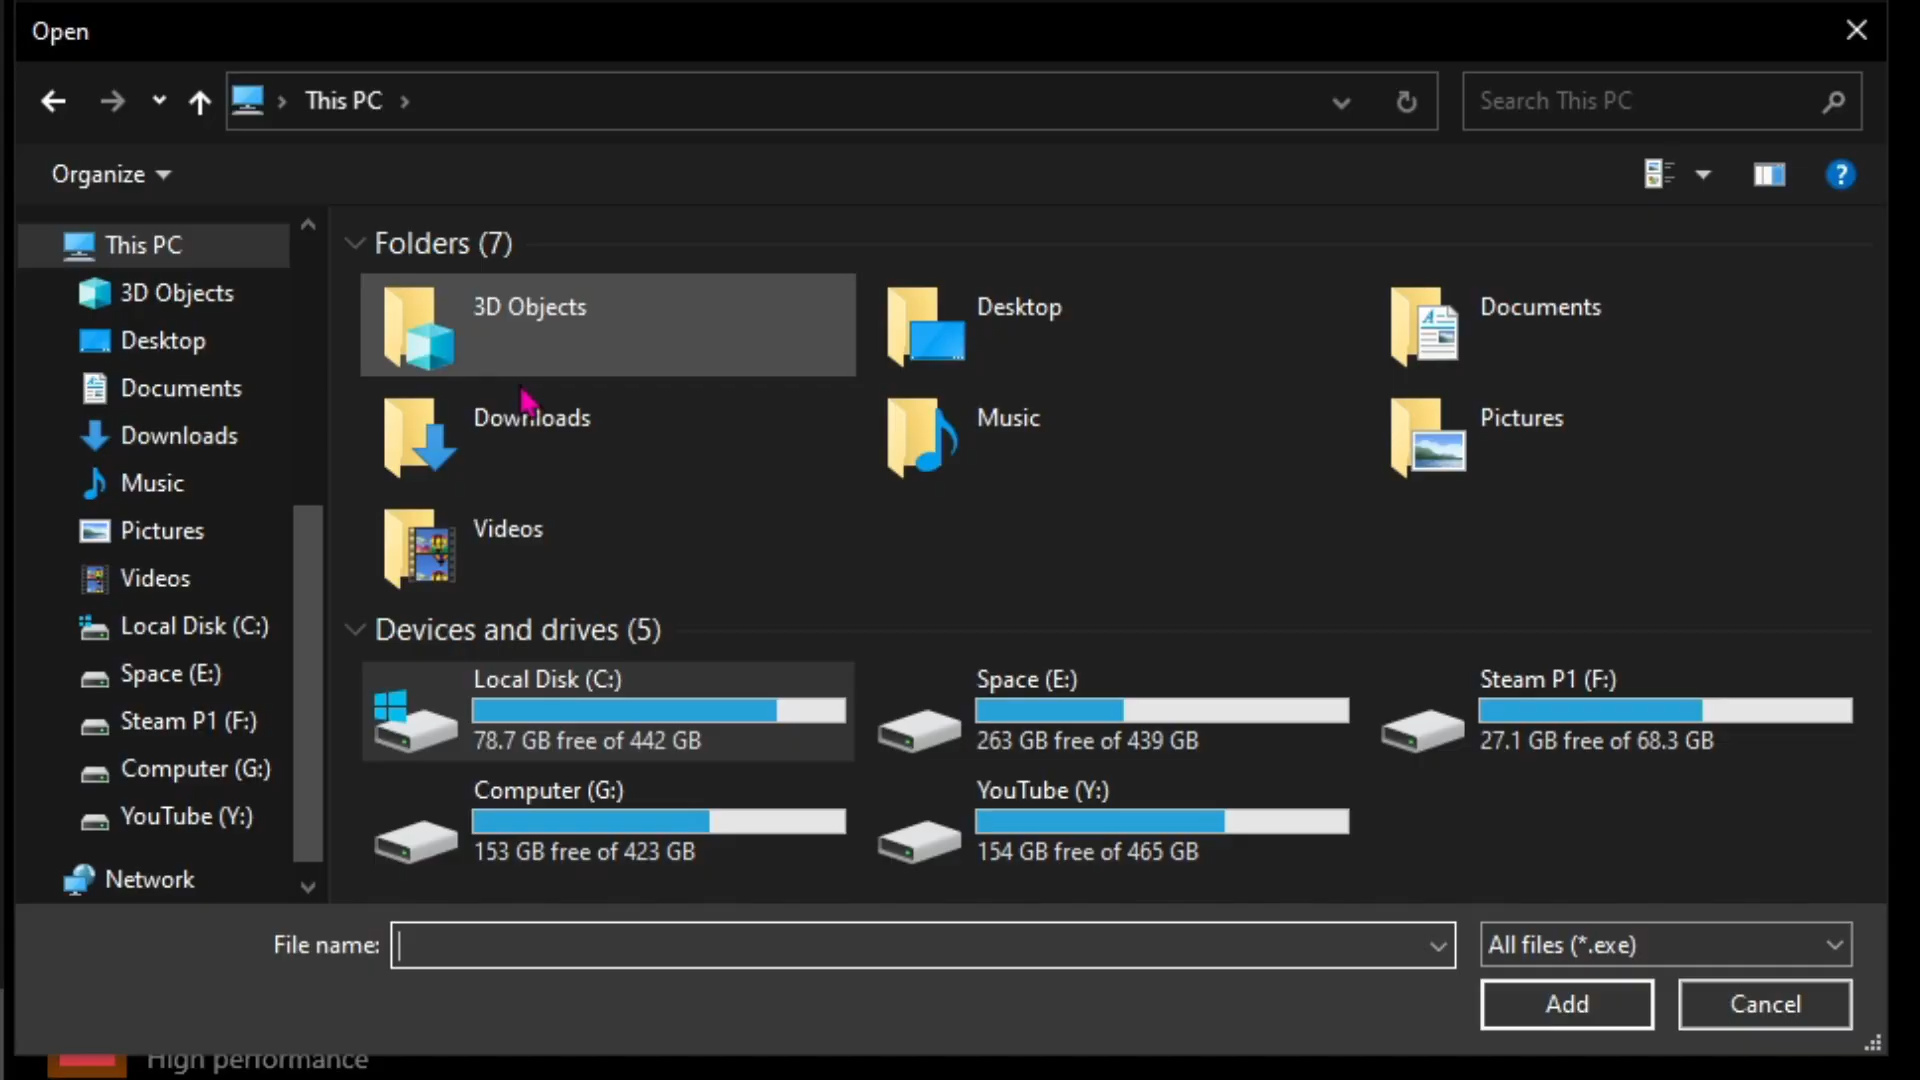 Open
This PC
Search This PC
Organize
This PC
3D Objects
Desktop
Documents
Downloads
Music
Pictures
Videos
Local Disk (C:)
Space (E:)
Steam P1 (F:)
Computer (G:)
YouTube (Y:)
Network
Folders (7)
3D Objects
Desktop
Documents
Downloads
Music
Pictures
Videos
Devices and drives (5)
Local Disk (C:)
78.7 GB free of 442 GB
Space (E:)
263 GB free of 439 GB
Steam P1 (F:)
27.1 GB free of 68.3 GB
Computer (G:)
153 GB free of 423 GB
YouTube (Y:)
154 GB free of 465 GB
File name:
All files (*.exe)
Add
Cancel
High performance